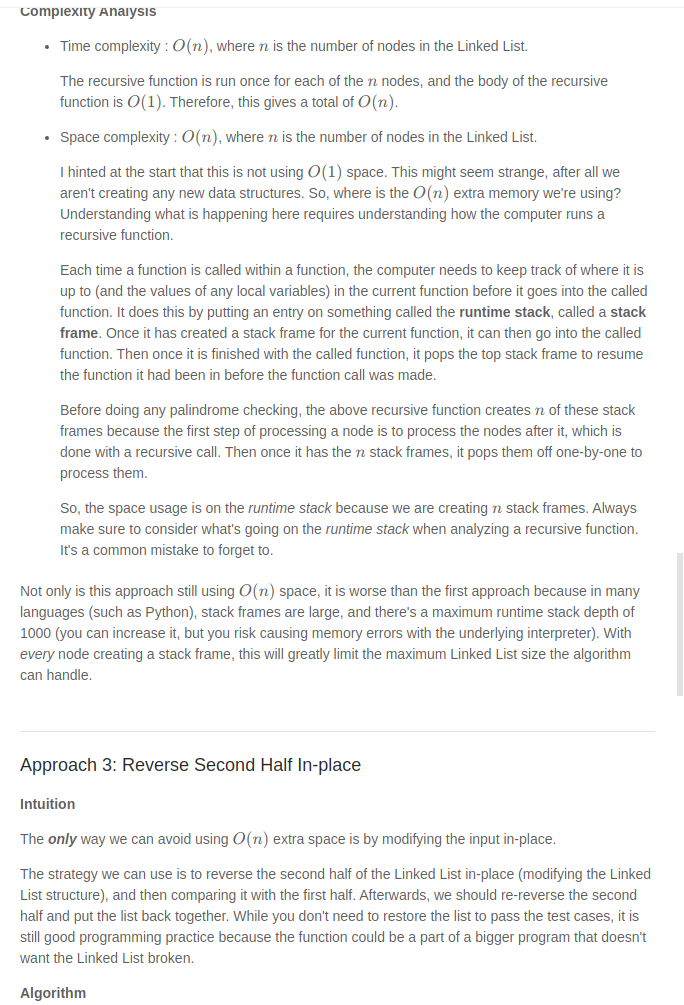 Complexity Analysis
Time complexity : O(n), where n is the number of nodes in the Linked List.
The recursive function is run once for each of the n nodes, and the body of the recursive
function is O(1). Therefore, this gives a total of O(n).
Space complexity : O(n), where n is the number of nodes in the Linked List.
I hinted at the start that this is not using O(1) space. This might seem strange, after all we
aren't creating any new data structures. So, where is the O(n) extra memory we're using?
Understanding what is happening here requires understanding how the computer runs a
recursive function.
Each time a function is called within a function, the computer needs to keep track of where it is
up to (and the values of any local variables) in the current function before it goes into the called
function. It does this by putting an entry on something called the runtime stack, called a stack
frame. Once it has created a stack frame for the current function, it can then go into the called
function. Then once it is finished with the called function, it pops the top stack frame to resume
the function it had been in before the function call was made.
Before doing any palindrome checking, the above recursive function creates n of these stack
frames because the first step of processing a node is to process the nodes after it, which is
done with a recursive call. Then once it has the n stack frames, it pops them off one-by-one to
process them.
So, the space usage is on the runtime stack because we are creating n stack frames. Always
make sure to consider what's going on the runtime stack when analyzing a recursive function.
It's a common mistake to forget to.
Not only is this approach still using O(n) space, it is worse than the first approach because in many
languages (such as Python), stack frames are large, and there's a maximum runtime stack depth of
1000 (you can increase it, but you risk causing memory errors with the underlying interpreter). With
every node creating a stack frame, this will greatly limit the maximum Linked List size the algorithm
can handle.
Approach 3: Reverse Second Half In-place
Intuition
The only way we can avoid using O(n) extra space is by modifying the input in-place.
The strategy we can use is to reverse the second half of the Linked List in-place (modifying the Linked
List structure), and then comparing it with the first half. Afterwards, we should re-reverse the second
half and put the list back together. While you don't need to restore the list to pass the test cases, it is
still good programming practice because the function could be a part of a bigger program that doesn't
want the Linked List broken.
Algorithm